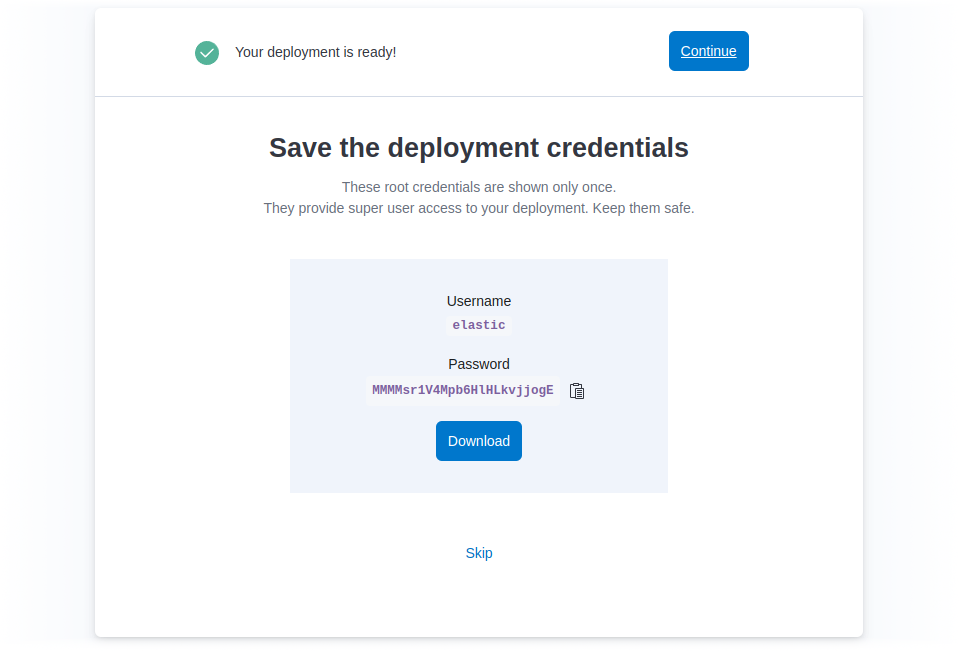 Your deployment is ready!
Continue
Save the deployment credentials
These root credentials are shown only once.
They provide super user access to your deployment. Keep them safe.
Username
elastic
Password
MMMMsr1V4Mpb6HlHLkvjjogE
Download
Skip